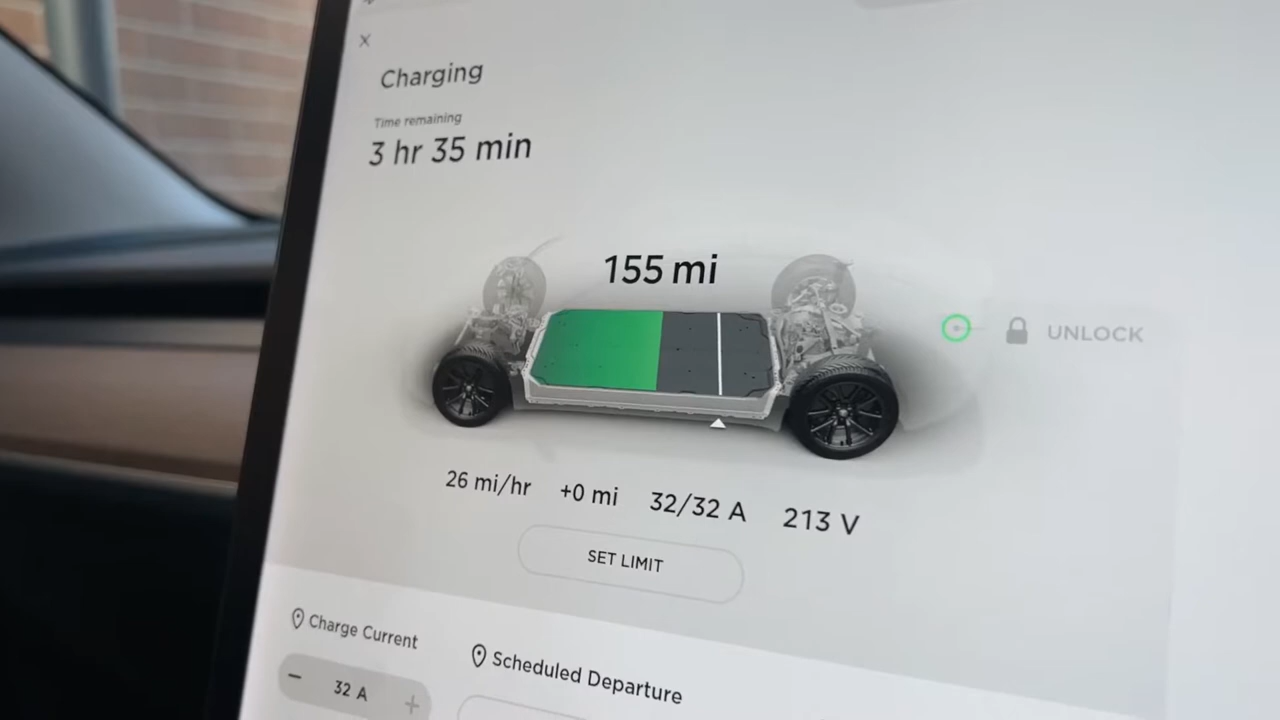 X
Charging
Time remaining
3 hr 35 min
155 mi
UNLOCK
26 mi/hr +0 mi 32/32 A 213 V
SET LIMIT
Charge Current
Scheduled Departure
− 32 A +